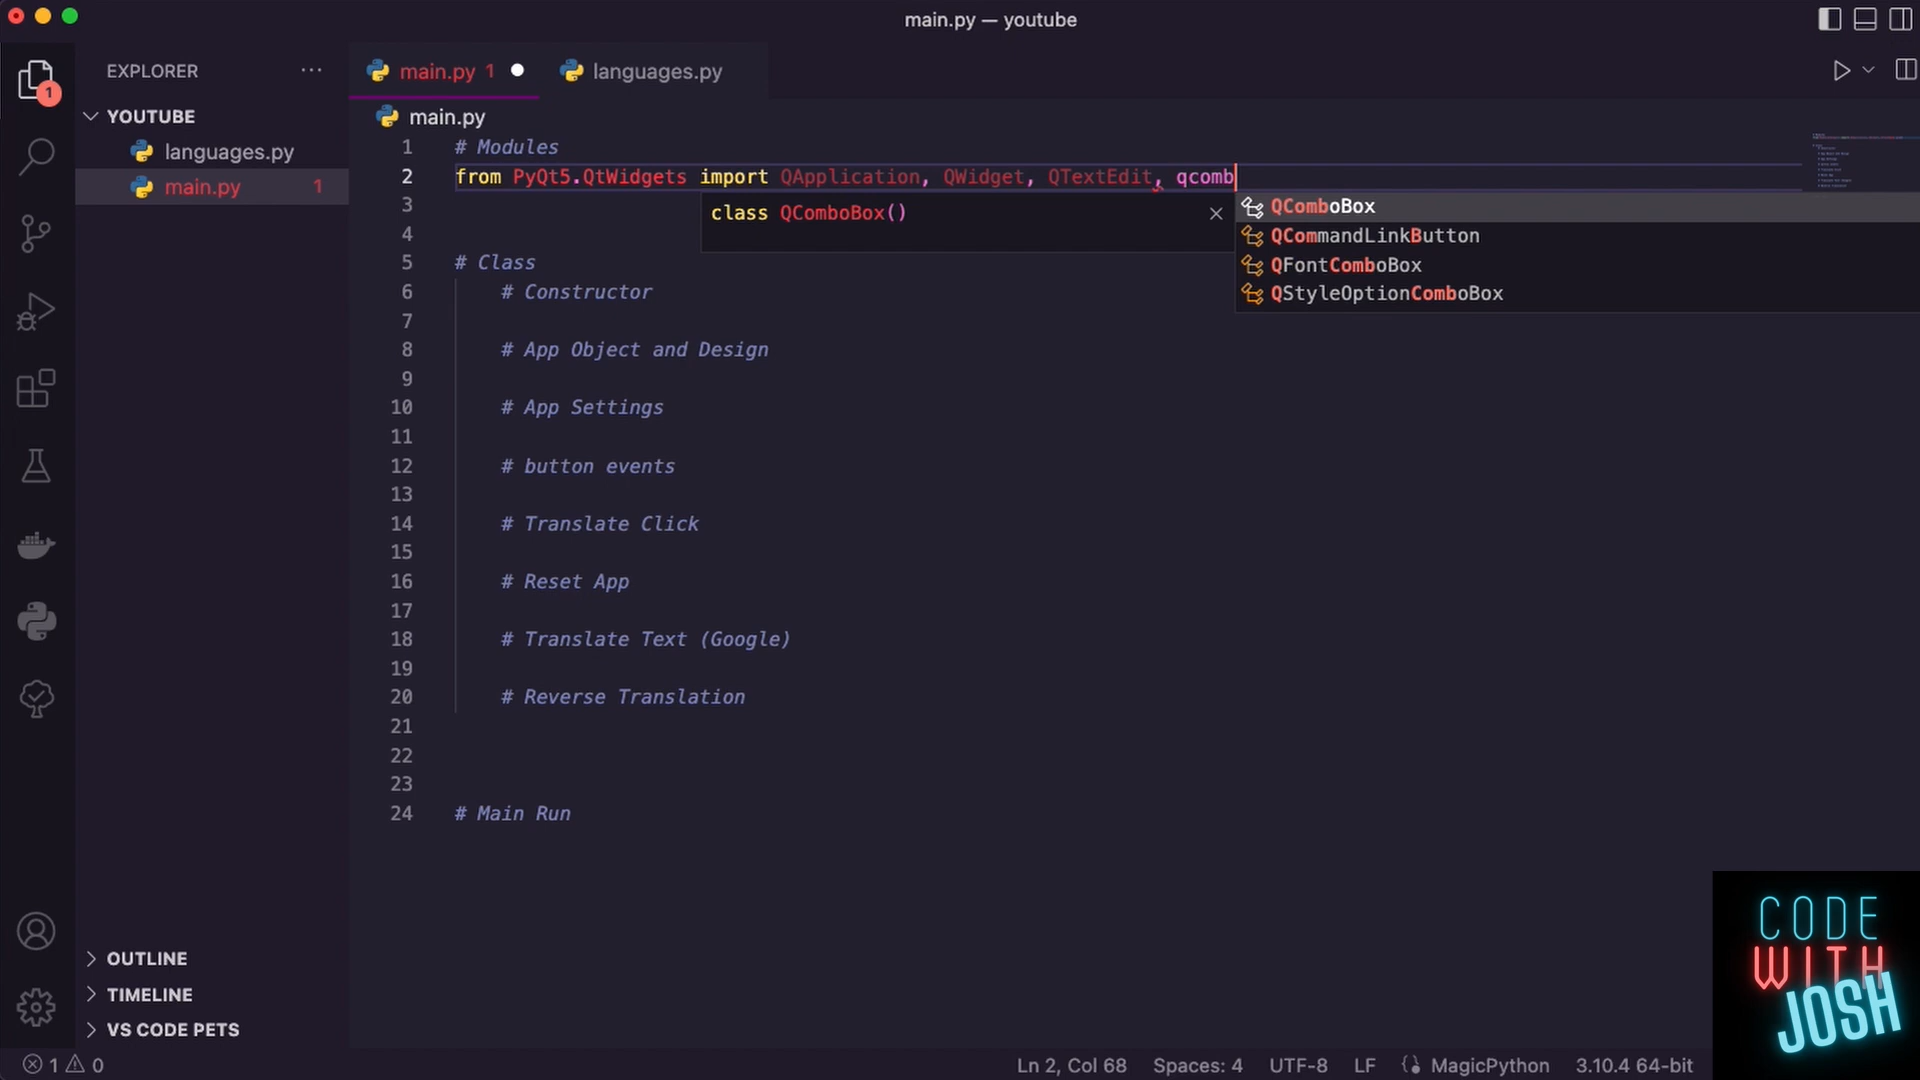 main.py — youtube
EXPLORER
main.py 1
languages.py
1
YOUTUBE
languages.py
main.py 1
main.py
1 # Modules
2 from PyQt5.QtWidgets import QApplication, QWidget, QTextEdit, qcomb
class QComboBox()
QComboBox
QCommandLinkButton
QFontComboBox
QStyleOptionComboBox
3
4
5 # Class
6 # Constructor
7
8 # App Object and Design
9
10 # App Settings
11
12 # button events
13
14 # Translate Click
15
16 # Reset App
17
18 # Translate Text (Google)
19
20 # Reverse Translation
21
22
23
24 # Main Run
OUTLINE
TIMELINE
VS CODE PETS
1 0
Ln 2, Col 68
Spaces: 4
UTF-8
LF
MagicPython
3.10.4 64-bit
CODE
WITH
JOSH